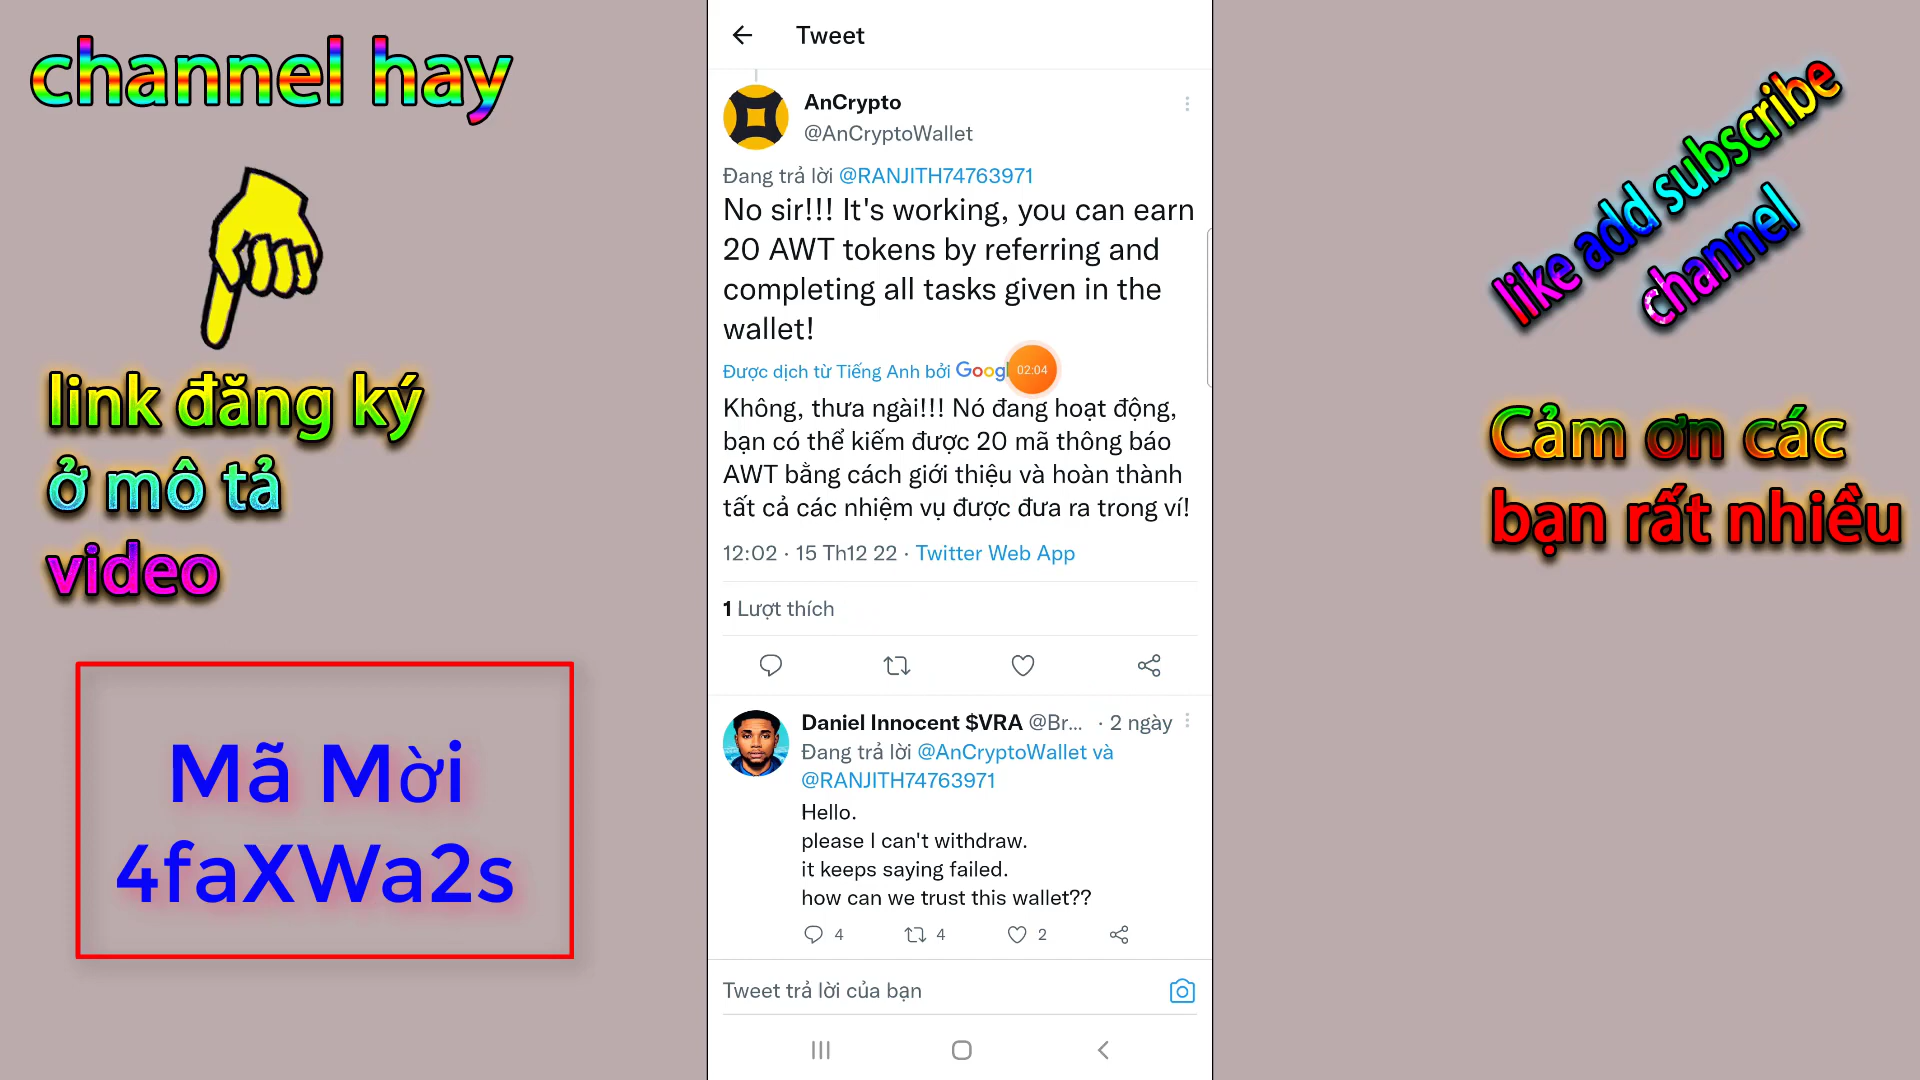 channel hay
link đăng ký
ở mô tả
video
Mã Mời
4faXWa2s
Tweet
AnCrypto
@AnCryptoWallet
Đang trả lời @RANJITH74763971
No sir!!! It's working, you can earn
20 AWT tokens by referring and
completing all tasks given in the
wallet!
Được dịch từ Tiếng Anh bởi Goog
02:04
Không, thưa ngài!!! Nó đang hoạt động,
bạn có thể kiếm được 20 mã thông báo
AWT bằng cách giới thiệu và hoàn thành
tất cả các nhiệm vụ được đưa ra trong ví!
12:02 · 15 Th12 22 · Twitter Web App
1 Lượt thích
Daniel Innocent $VRA @Br... · 2 ngày
Đang trả lời @AnCryptoWallet và
@RANJITH74763971
Hello.
please I can't withdraw.
it keeps saying failed.
how can we trust this wallet??
4 4 2
Tweet trả lời của bạn
like add subscribe
channel
Cảm ơn các
bạn rất nhiều